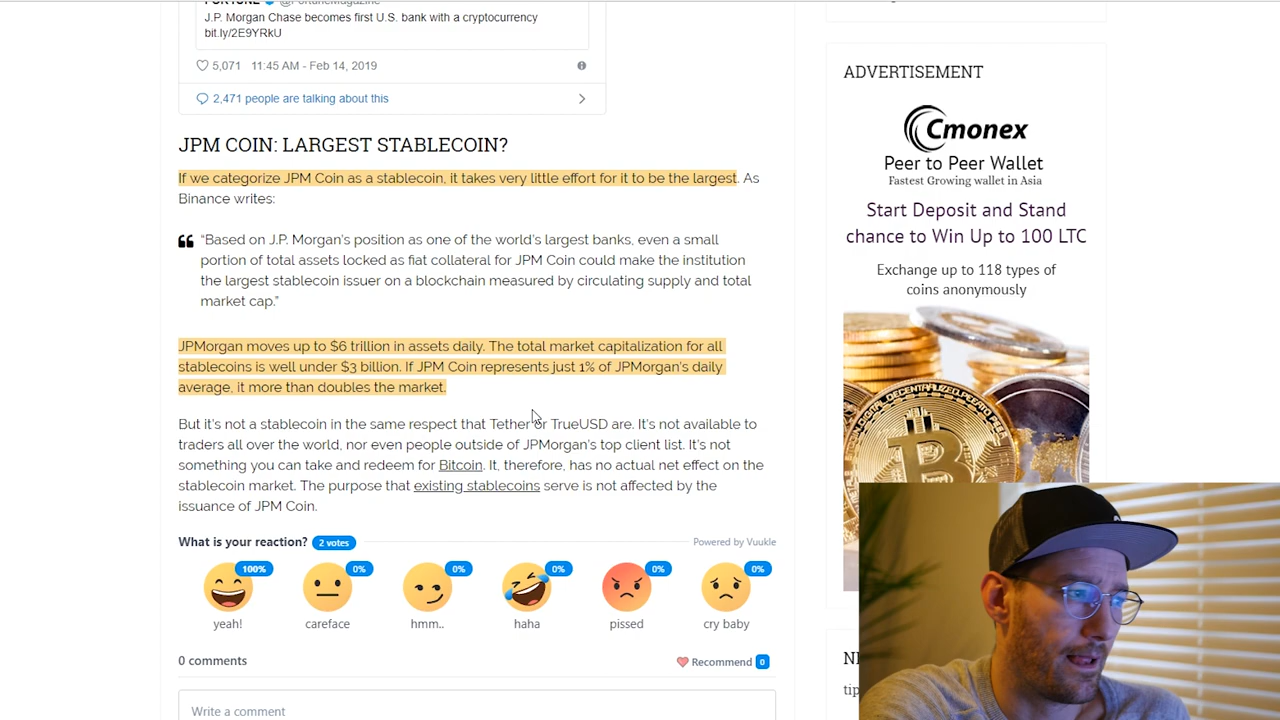 FORTUNE @FortuneMagazine
J.P. Morgan Chase becomes first U.S. bank with a cryptocurrency
bit.ly/2E9YRkU
5,071 11:45 AM - Feb 14, 2019
2,471 people are talking about this
JPM COIN: LARGEST STABLECOIN?
If we categorize JPM Coin as a stablecoin, it takes very little effort for it to be the largest. As
Binance writes:
“Based on J.P. Morgan’s position as one of the world’s largest banks, even a small
portion of total assets locked as fiat collateral for JPM Coin could make the institution
the largest stablecoin issuer on a blockchain measured by circulating supply and total
market cap.”
JPMorgan moves up to $6 trillion in assets daily. The total market capitalization for all
stablecoins is well under $3 billion. If JPM Coin represents just 1% of JPMorgan’s daily
average, it more than doubles the market.
But it’s not a stablecoin in the same respect that Tether or TrueUSD are. It’s not available to
traders all over the world, nor even people outside of JPMorgan’s top client list. It’s not
something you can take and redeem for Bitcoin. It, therefore, has no actual net effect on the
stablecoin market. The purpose that existing stablecoins serve is not affected by the
issuance of JPM Coin.
What is your reaction? 2 votes
Powered by Vuukle
100% 0% 0% 0% 0% 0%
yeah! careface hmm.. haha pissed cry baby
0 comments
Recommend 0
Write a comment
ADVERTISEMENT
Cmonex
Peer to Peer Wallet
Fastest Growing wallet in Asia
Start Deposit and Stand
chance to Win Up to 100 LTC
Exchange up to 118 types of
coins anonymously